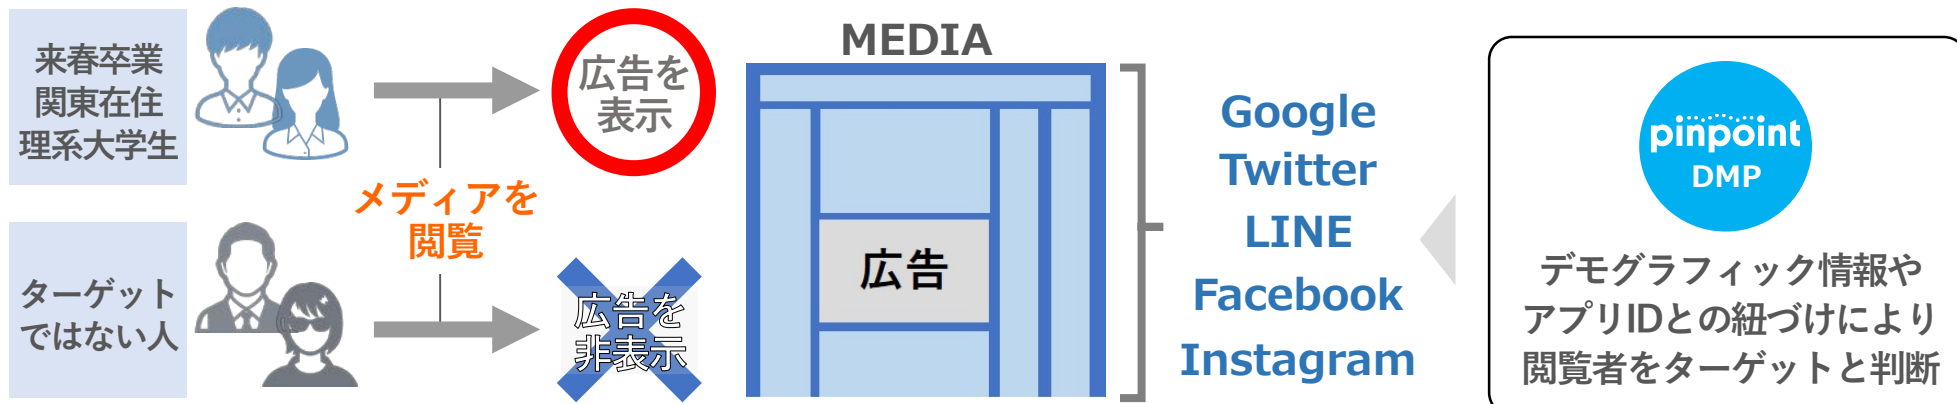 来春卒業
関東在住
理系大学生
ターゲット
ではない人
メディアを
閲覧
広告を
表示
広告を
非表示
MEDIA
広告
Google
Twitter
LINE
Facebook
Instagram
pinpoint
DMP
デモグラフィック情報や
アプリIDとの紐づけにより
閲覧者をターゲットと判断